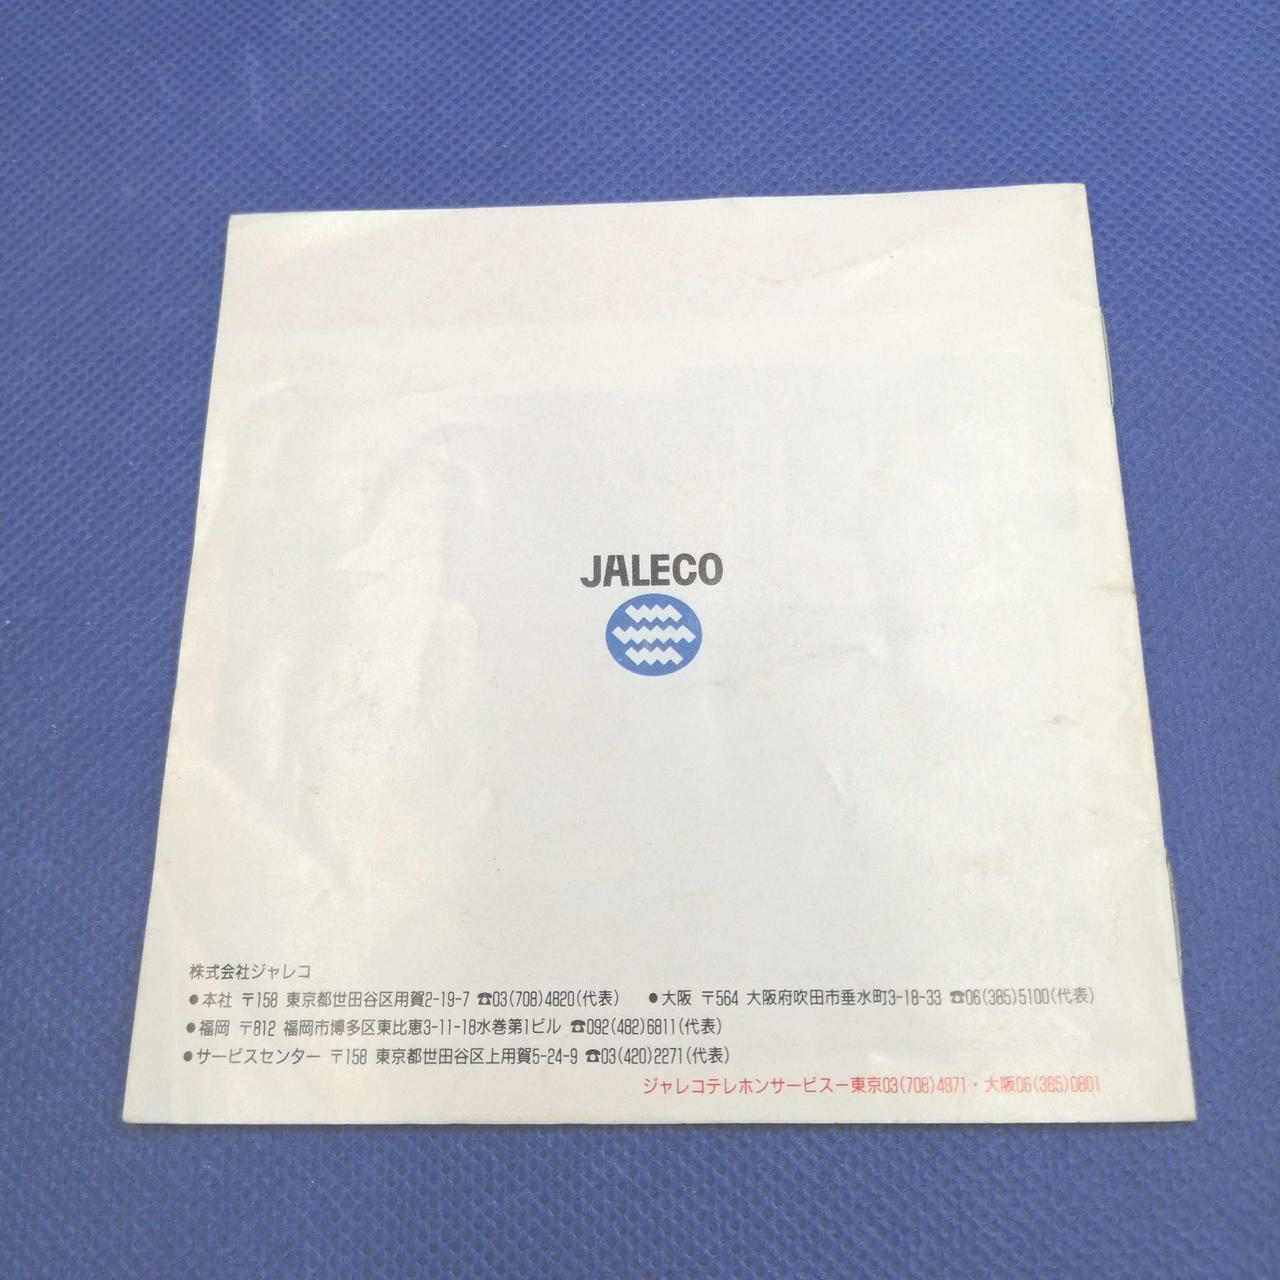 JALECO
株式会社ジャレコ
●本社 〒158 東京都世田谷区用賀2-19-7 ☎03(708)4820(代表) ●大阪 〒564 大阪府吹田市垂水町3-18-33 ☎06(385)5100(代表)
●福岡 〒812 福岡市博多区東比恵3-11-18水巻第1ビル ☎092(482)6811(代表)
●サービスセンター 〒158 東京都世田谷区上用賀5-24-9 ☎03(420)2271(代表)
ジャレコテレホンサービスー東京03(708)4871・大阪06(385)0801